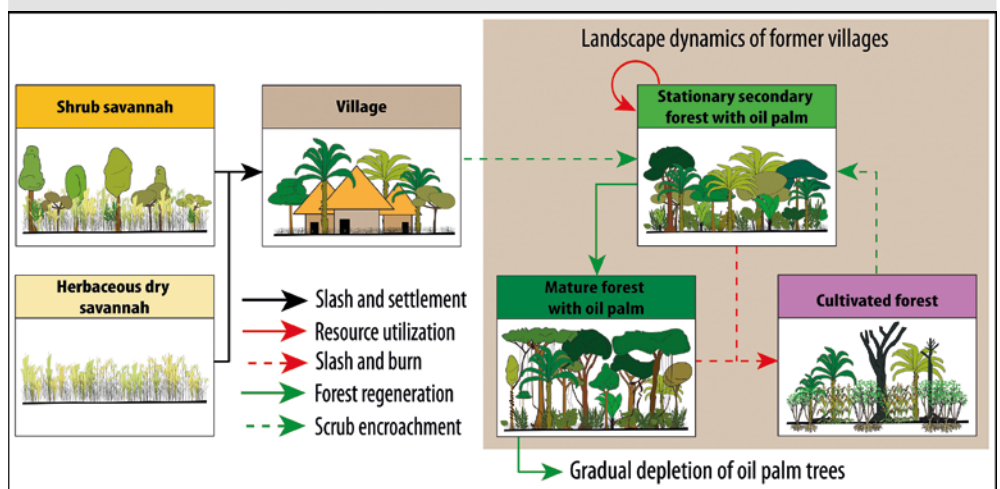 Landscape dynamics of former villages
Shrub savannah
Village
Stationary secondary
forest with oil palm
Herbaceous dry
savannah
Mature forest
with oil palm
Cultivated forest
Slash and settlement
Resource utilization
Slash and burn
Forest regeneration
Scrub encroachment
Gradual depletion of oil palm trees